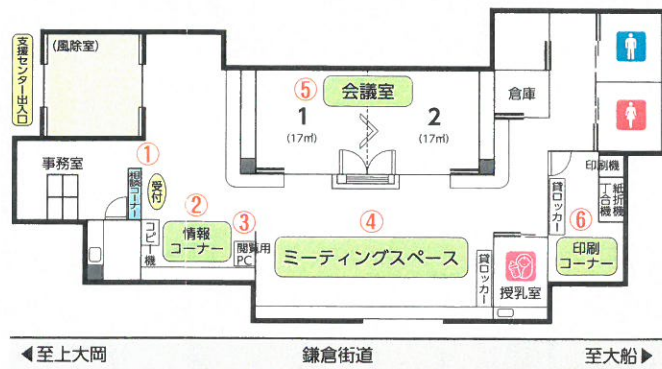 支援センター出入口
(風除室)
⑤
会議室
1
(17㎡)
2
(17㎡)
倉庫
事務室
①
相談コーナー
受付
②
情報
コーナー
コピー機
③
閲覧用
PC
④
ミーティングスペース
貸ロッカー
授乳室
貸ロッカー
印刷機
紙折機
丁合機
⑥
印刷
コーナー
◀至上大岡
鎌倉街道
至大船▶